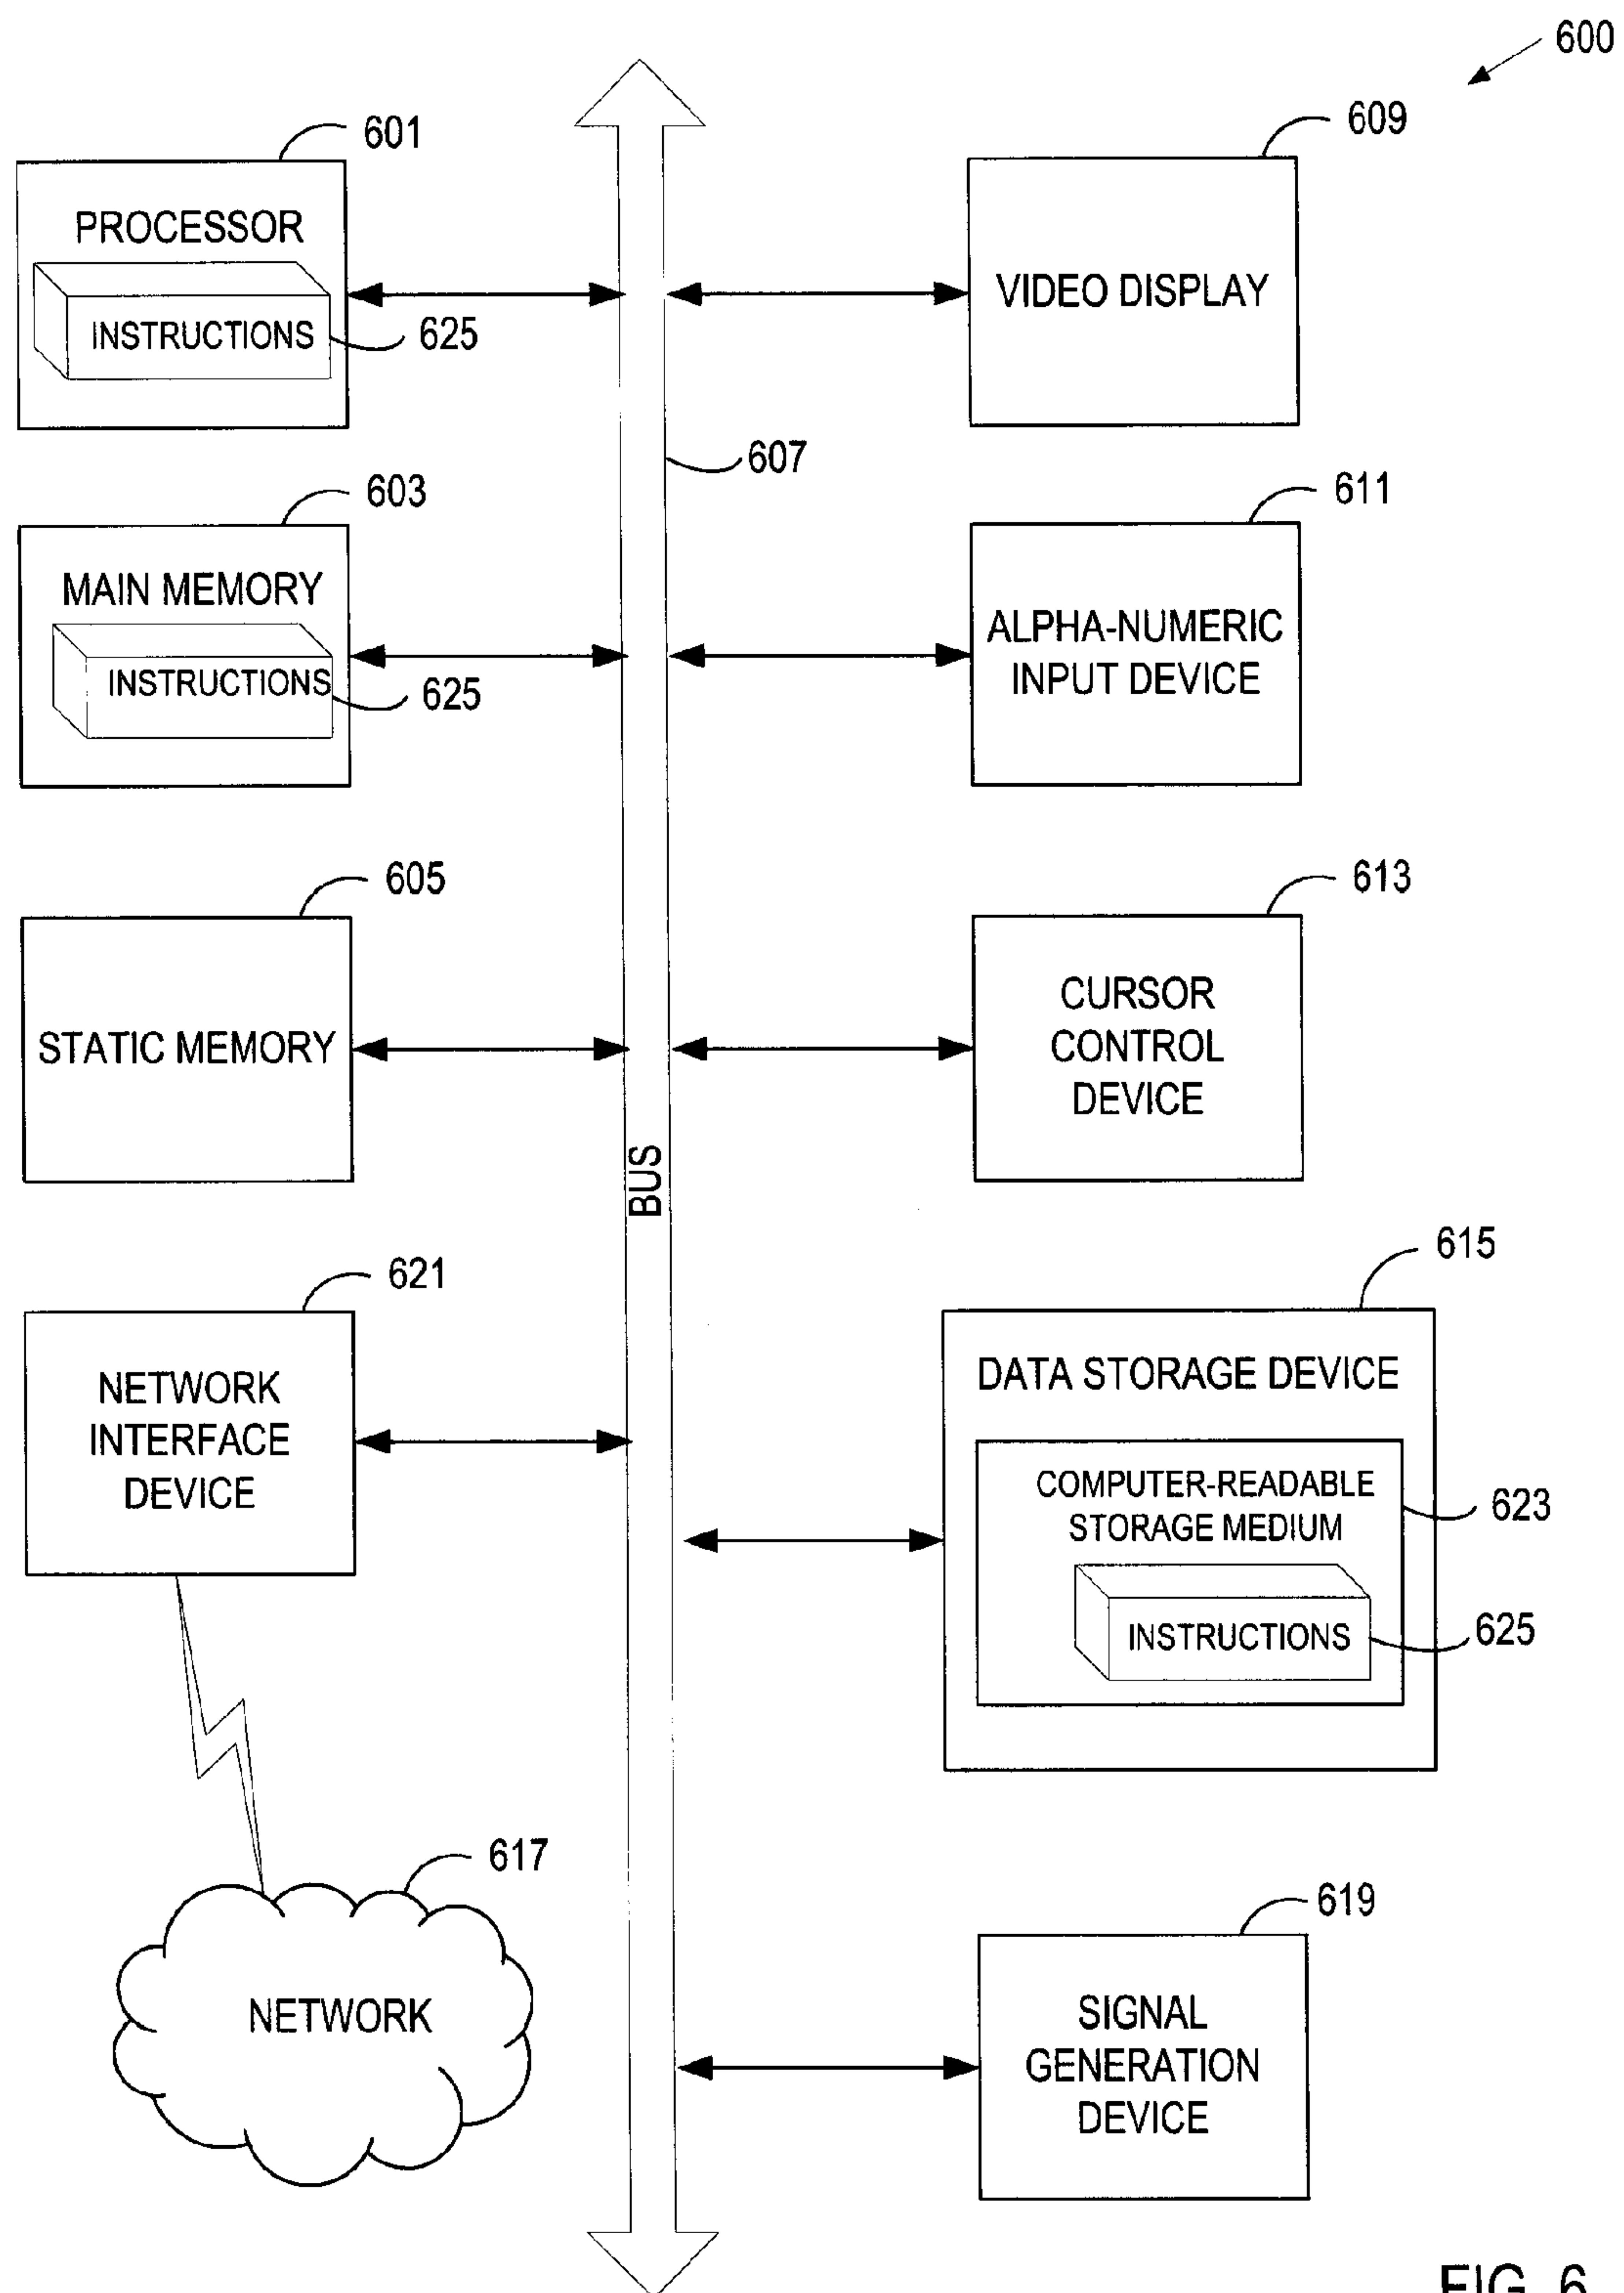 600
601
PROCESSOR
INSTRUCTIONS
625
609
VIDEO DISPLAY
607
603
MAIN MEMORY
INSTRUCTIONS
625
611
ALPHA-NUMERIC
INPUT DEVICE
605
STATIC MEMORY
613
CURSOR
CONTROL
DEVICE
BUS
621
NETWORK
INTERFACE
DEVICE
615
DATA STORAGE DEVICE
COMPUTER-READABLE
STORAGE MEDIUM
623
INSTRUCTIONS
625
617
NETWORK
619
SIGNAL
GENERATION
DEVICE
FIG. 6